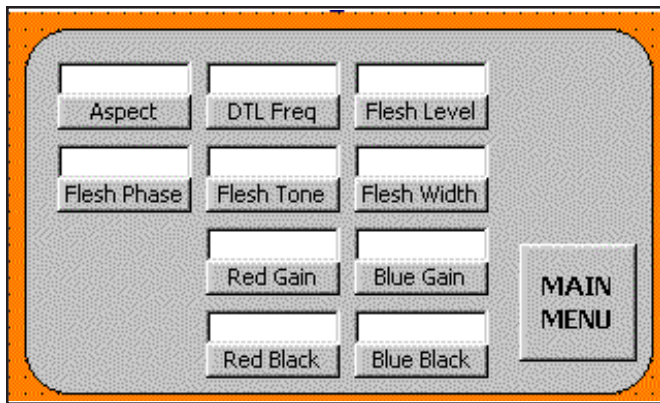 Aspect DTL Freq Flesh Level
Flesh Phase Flesh Tone Flesh Width
Red Gain Blue Gain
MAIN
MENU
Red Black Blue Black